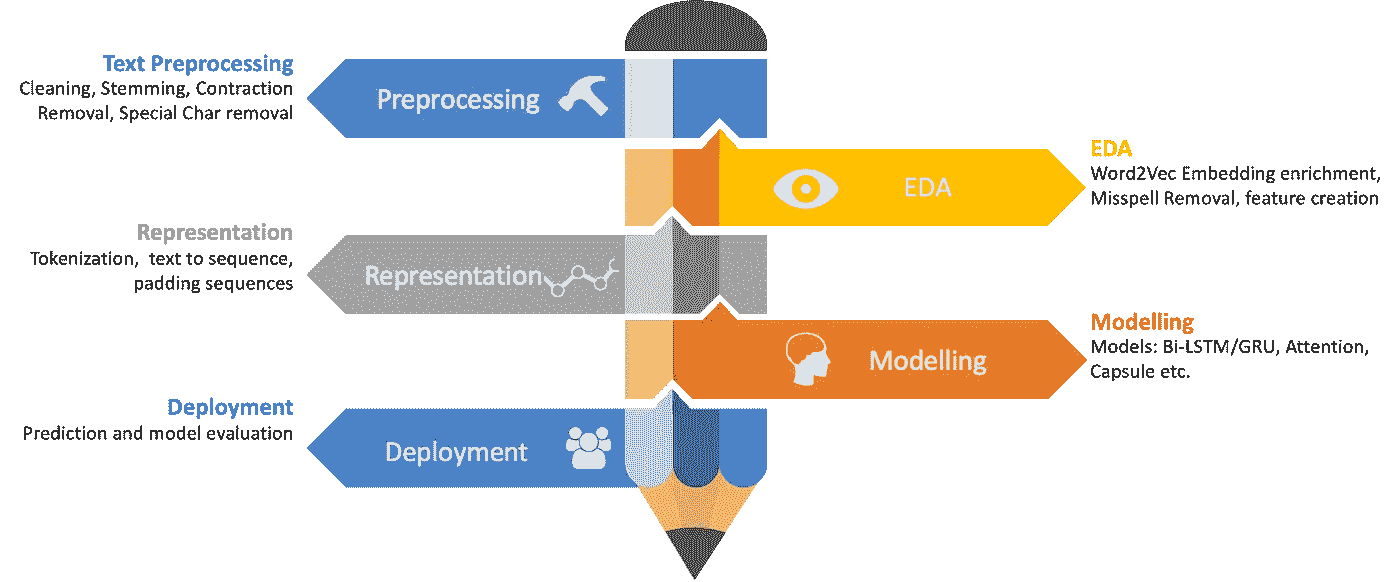 Text Preprocessing
Cleaning, Stemming, Contraction
Removal, Special Char removal
Preprocessing
EDA
EDA
Word2Vec Embedding enrichment,
Misspell Removal, feature creation
Representation
Tokenization, text to sequence,
padding sequences
Representation
Modelling
Modelling
Models: Bi-LSTM/GRU, Attention,
Capsule etc.
Deployment
Prediction and model evaluation
Deployment